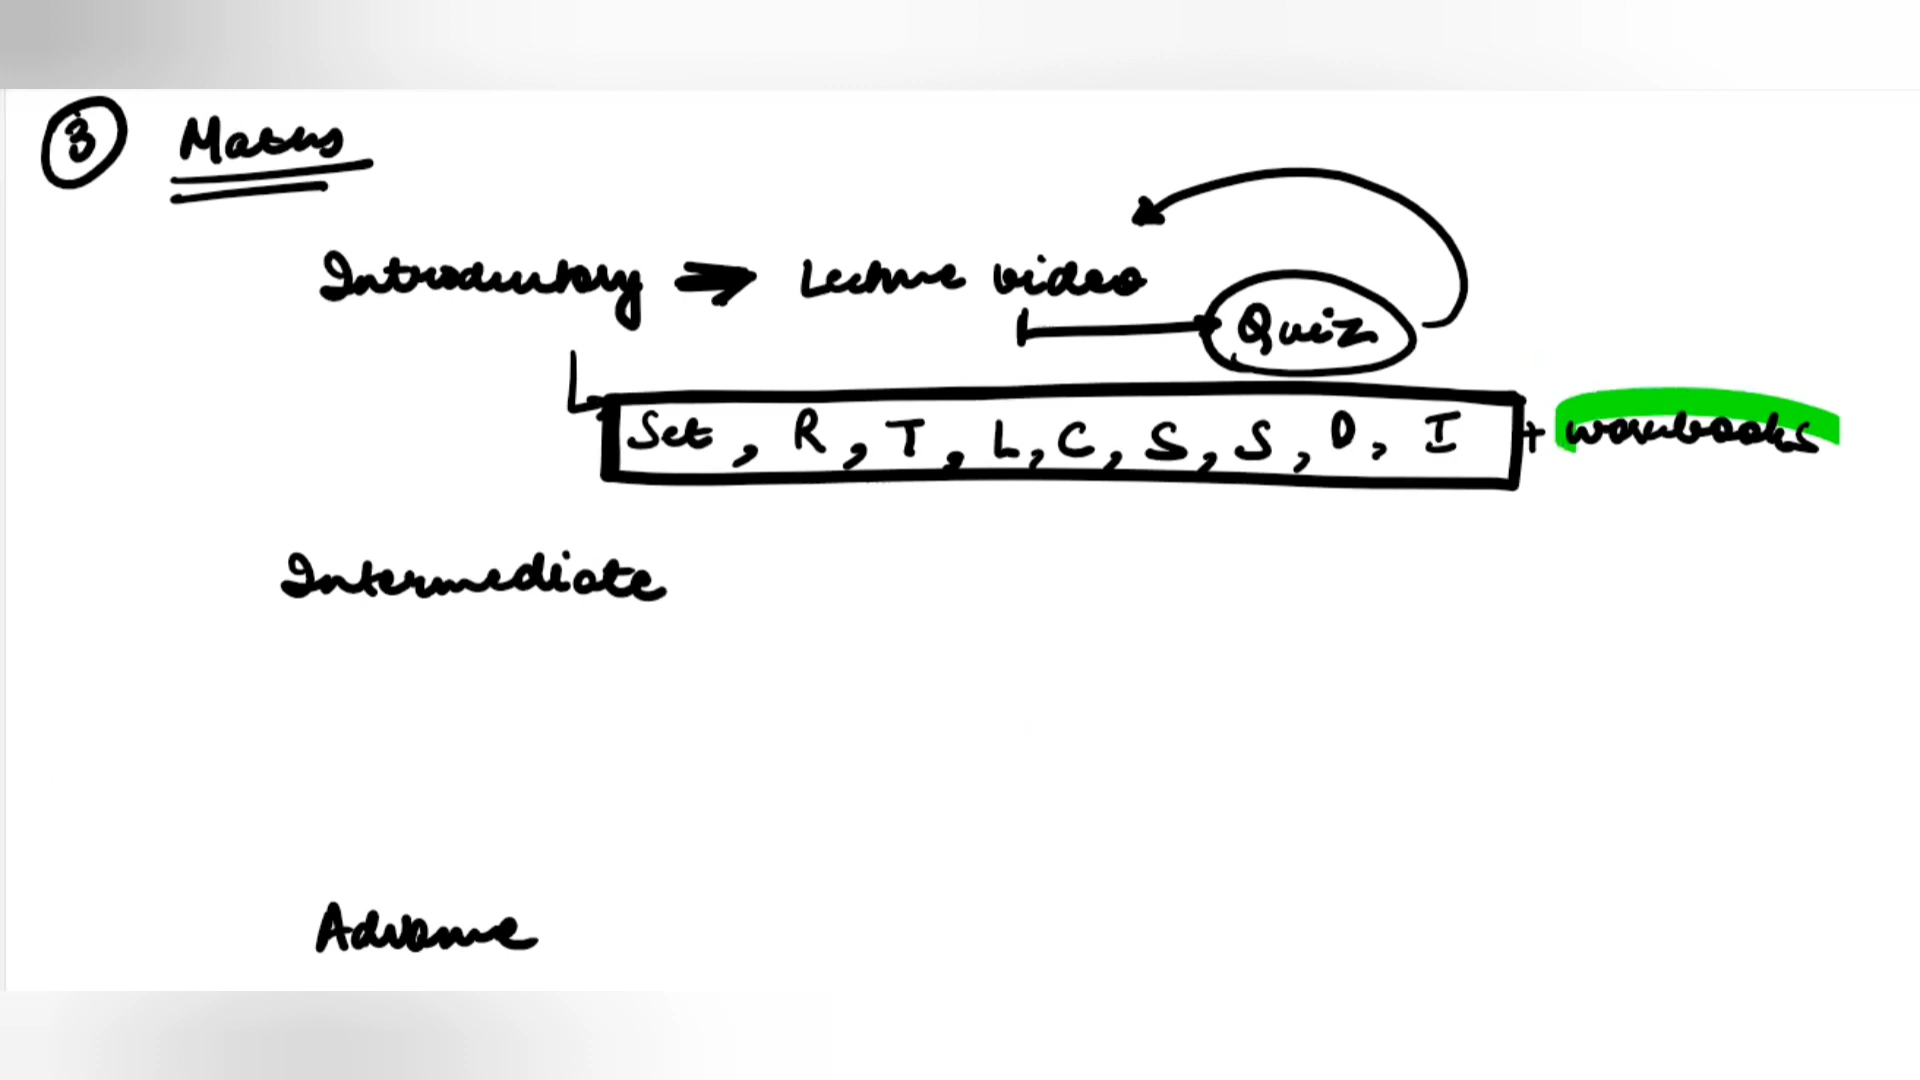 3 Maths
Introductory ⇒ Lecture video
Quiz
Set, R, T, L, C, S, S, D, I + workbooks
Intermediate
Advance